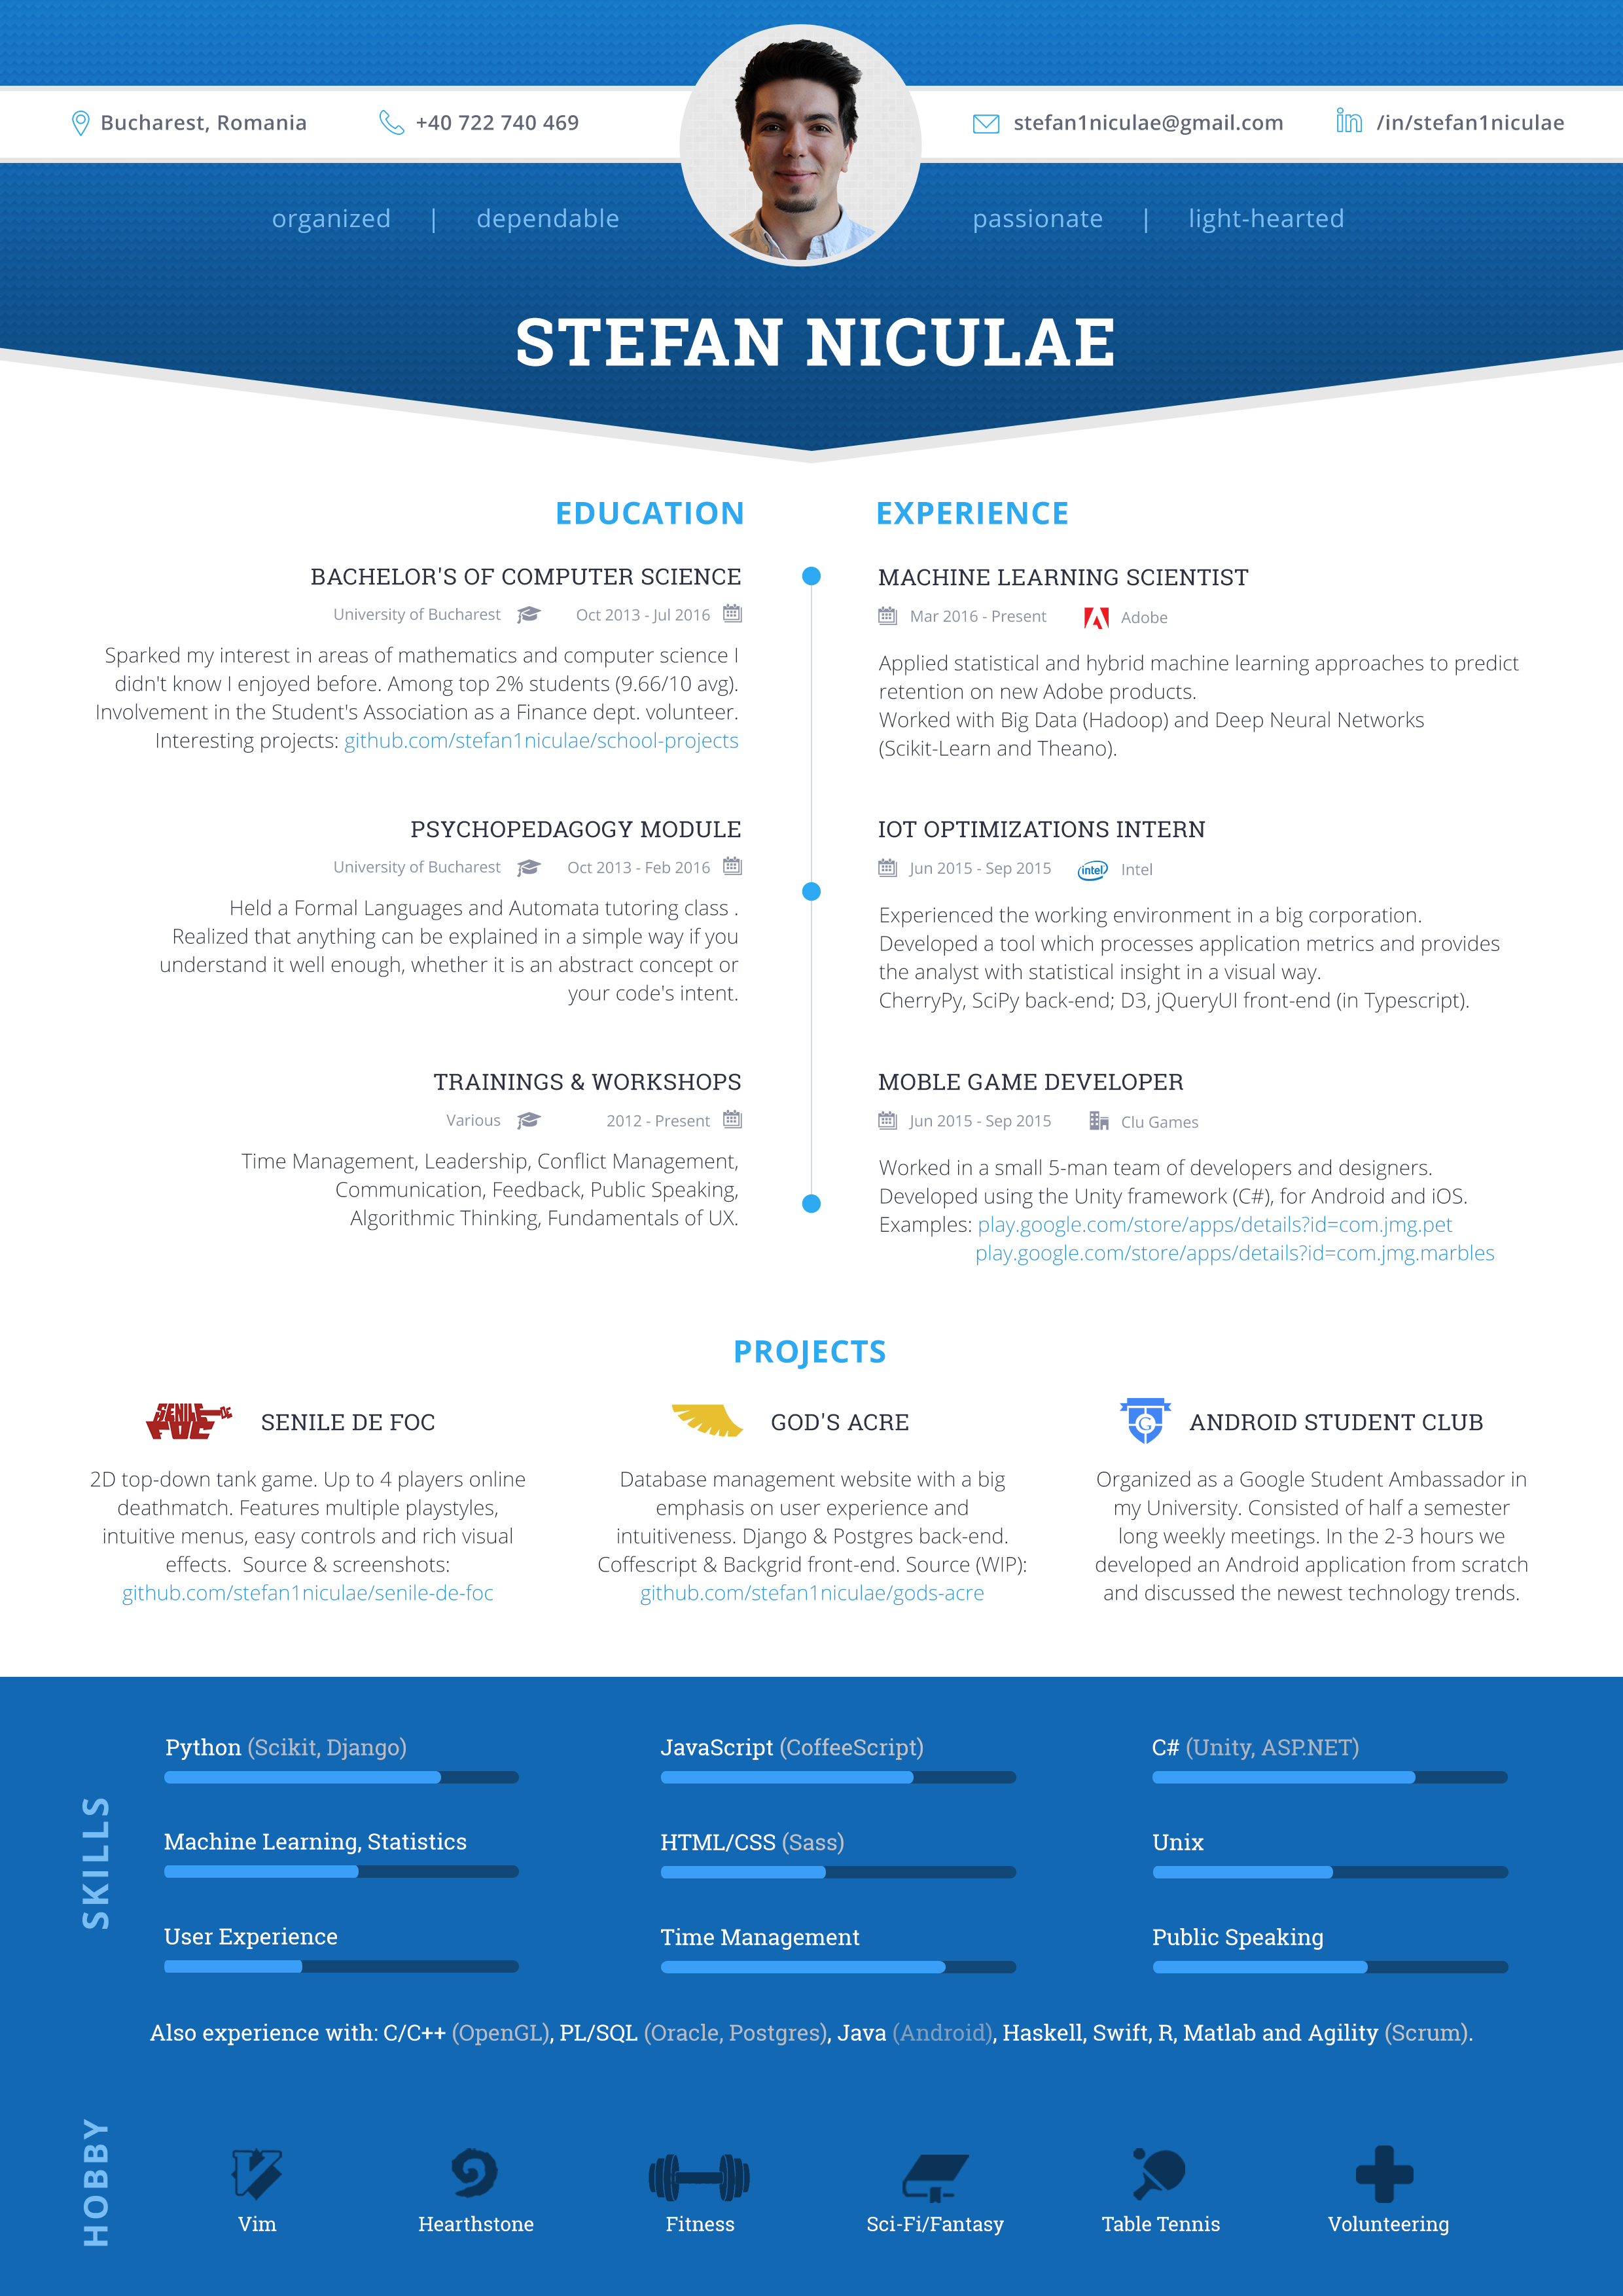 Bucharest, Romania
+40 722 740 469
stefan1niculae@gmail.com
in /in/stefan1niculae
organized | dependable
passionate | light-hearted
STEFAN NICULAE
EDUCATION
BACHELOR'S OF COMPUTER SCIENCE
University of Bucharest Oct 2013 - Jul 2016
Sparked my interest in areas of mathematics and computer science I
didn't know I enjoyed before. Among top 2% students (9.66/10 avg).
Involvement in the Student's Association as a Finance dept. volunteer.
Interesting projects: github.com/stefan1niculae/school-projects
PSYCHOPEDAGOGY MODULE
University of Bucharest Oct 2013 - Feb 2016
Held a Formal Languages and Automata tutoring class .
Realized that anything can be explained in a simple way if you
understand it well enough, whether it is an abstract concept or
your code's intent.
TRAININGS & WORKSHOPS
Various 2012 - Present
Time Management, Leadership, Conflict Management,
Communication, Feedback, Public Speaking,
Algorithmic Thinking, Fundamentals of UX.
EXPERIENCE
MACHINE LEARNING SCIENTIST
Mar 2016 - Present Adobe
Applied statistical and hybrid machine learning approaches to predict
retention on new Adobe products.
Worked with Big Data (Hadoop) and Deep Neural Networks
(Scikit-Learn and Theano).
IOT OPTIMIZATIONS INTERN
Jun 2015 - Sep 2015 intel Intel
Experienced the working environment in a big corporation.
Developed a tool which processes application metrics and provides
the analyst with statistical insight in a visual way.
CherryPy, SciPy back-end; D3, jQueryUI front-end (in Typescript).
MOBLE GAME DEVELOPER
Jun 2015 - Sep 2015 Clu Games
Worked in a small 5-man team of developers and designers.
Developed using the Unity framework (C#), for Android and iOS.
Examples: play.google.com/store/apps/details?id=com.jmg.pet
play.google.com/store/apps/details?id=com.jmg.marbles
PROJECTS
SENILE DE FOC
SENILE DE FOC
2D top-down tank game. Up to 4 players online
deathmatch. Features multiple playstyles,
intuitive menus, easy controls and rich visual
effects. Source & screenshots:
github.com/stefan1niculae/senile-de-foc
GOD'S ACRE
Database management website with a big
emphasis on user experience and
intuitiveness. Django & Postgres back-end.
Coffescript & Backgrid front-end. Source (WIP):
github.com/stefan1niculae/gods-acre
G
ANDROID STUDENT CLUB
Organized as a Google Student Ambassador in
my University. Consisted of half a semester
long weekly meetings. In the 2-3 hours we
developed an Android application from scratch
and discussed the newest technology trends.
SKILLS
Python (Scikit, Django)
JavaScript (CoffeeScript)
C# (Unity, ASP.NET)
Machine Learning, Statistics
HTML/CSS (Sass)
Unix
User Experience
Time Management
Public Speaking
Also experience with: C/C++ (OpenGL), PL/SQL (Oracle, Postgres), Java (Android), Haskell, Swift, R, Matlab and Agility (Scrum).
HOBBY
Vim
Hearthstone
Fitness
Sci-Fi/Fantasy
Table Tennis
Volunteering